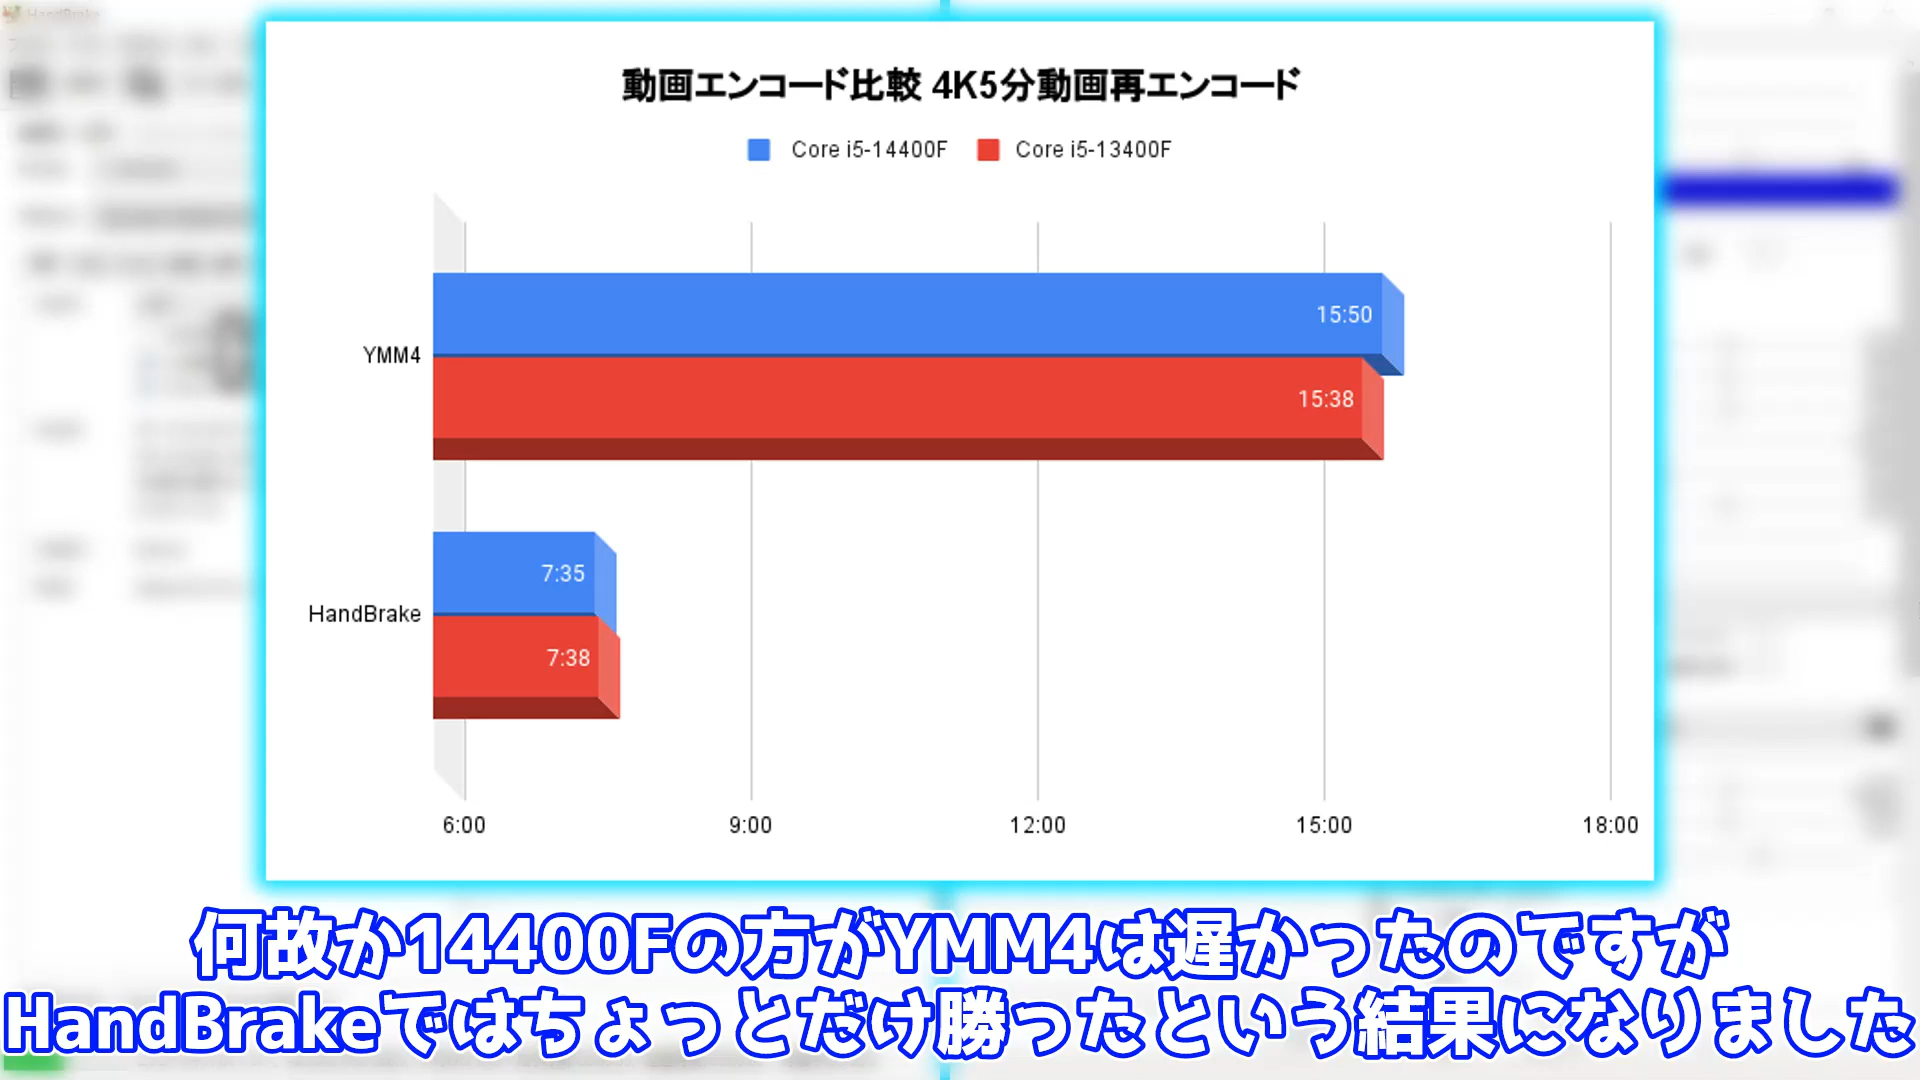 動画エンコード比較 4K5分動画再エンコード
Core i5-14400F
Core i5-13400F
YMM4
15:50
15:38
HandBrake
7:35
7:38
6:00
9:00
12:00
15:00
18:00
何故か14400Fの方がYMM4は遅かったのですが
HandBrakeではちょっとだけ勝ったという結果になりました